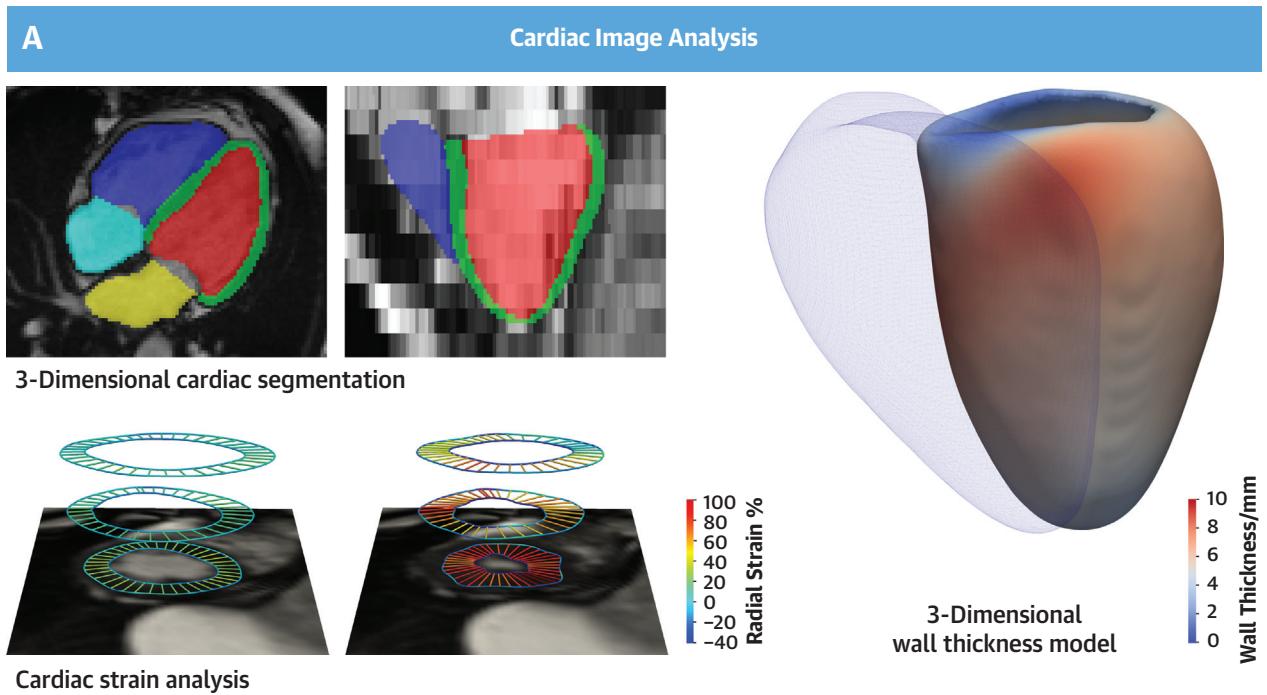 A
Cardiac Image Analysis
3-Dimensional cardiac segmentation
100
80
60
40
20
0
−20
−40
Radial Strain %
Cardiac strain analysis
10
8
6
4
2
0
Wall Thickness/mm
3-Dimensional
wall thickness model